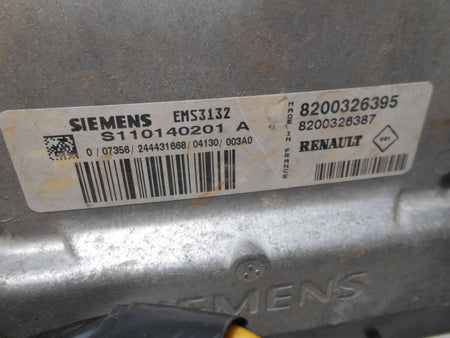 SIEMENS EMS3132
S110140201 A
0 / 07356 / 244431668 / 04130 / 003A0
MADE IN FRANCE
8200326395
8200326387
RENAULT
SIEMENS